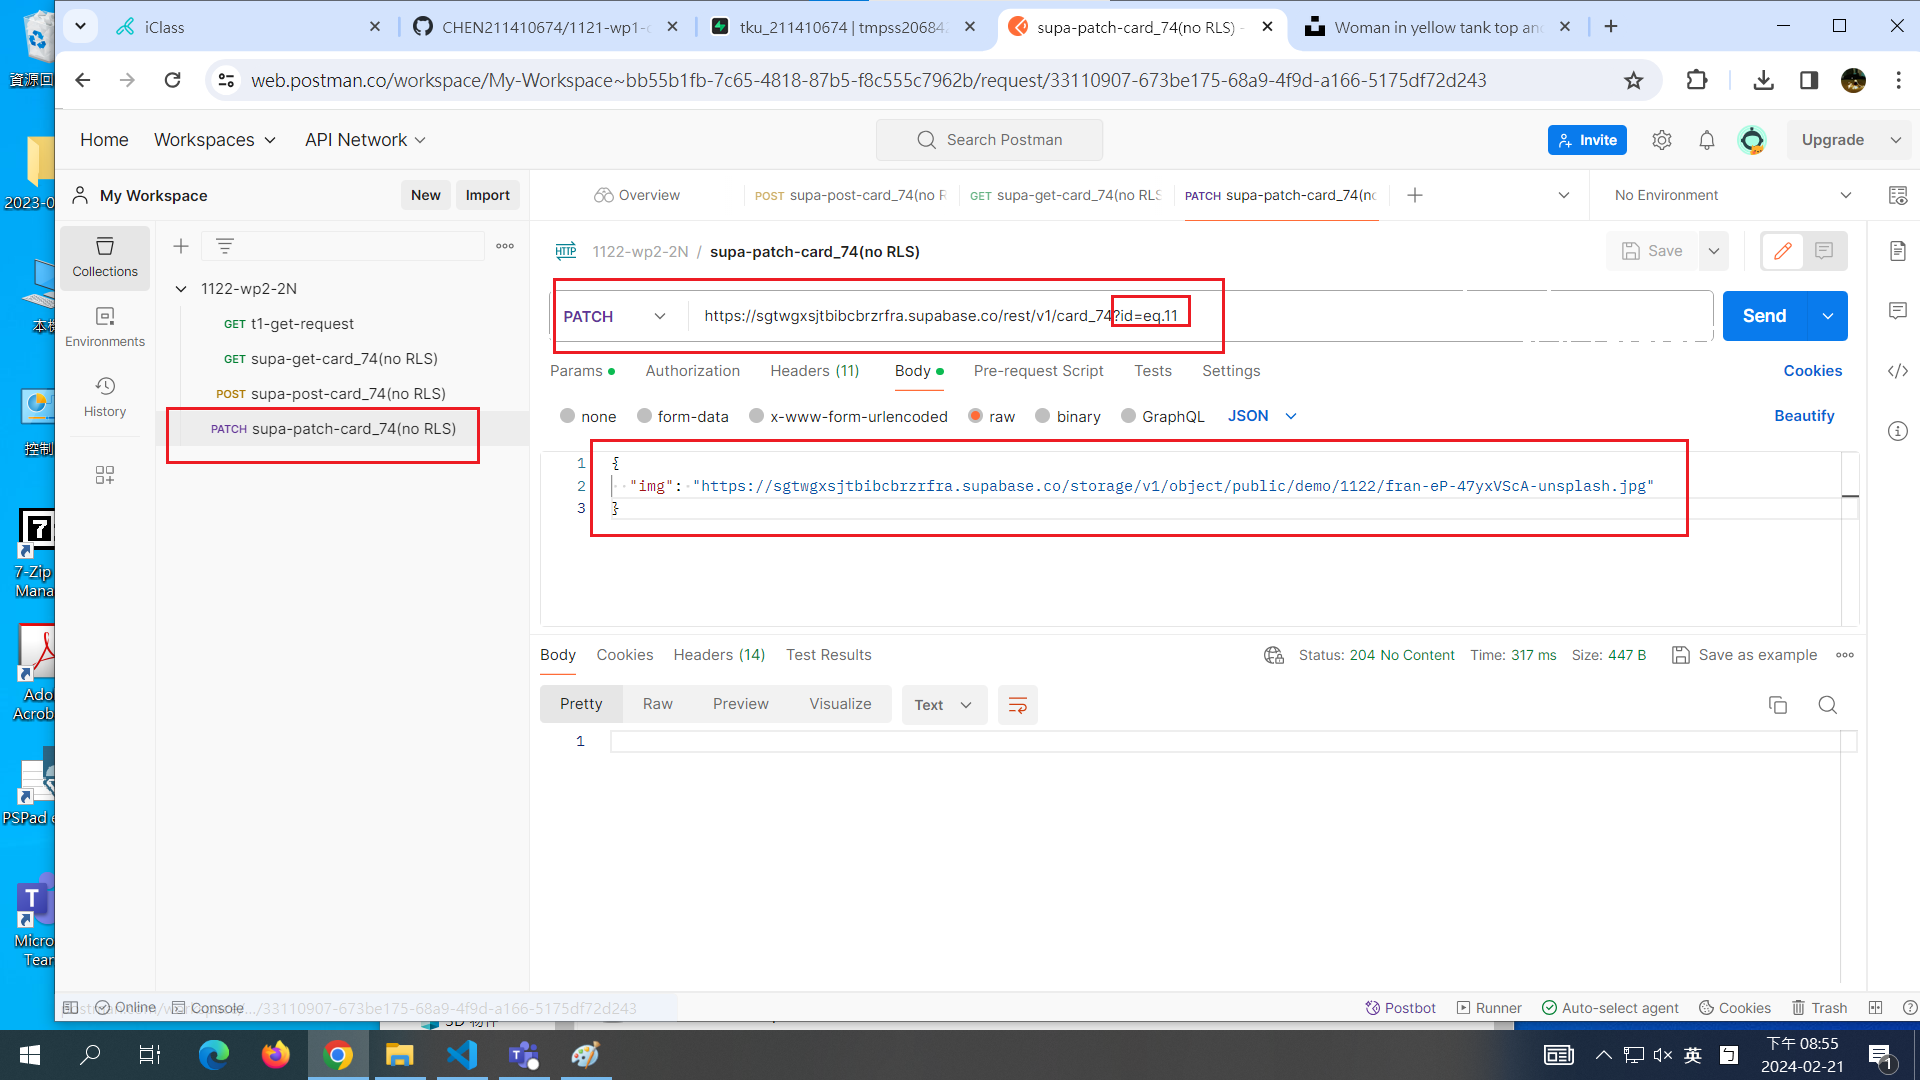 資源回
2023-0
本機
控制
7-Zip
Mana
Ado
Acrob
PSPad e
Micro
Tear
iClass
CHEN211410674/1121-wp1-
tku_211410674 | tmpss20684
supa-patch-card_74(no RLS) -
Woman in yellow tank top and
web.postman.co/workspace/My-Workspace~bb55b1fb-7c65-4818-87b5-f8c555c7962b/request/33110907-673be175-68a9-4f9d-a166-5175df72d243
Home
Workspaces
API Network
Search Postman
Invite
Upgrade
My Workspace
New
Import
Overview
POST supa-post-card_74(no R
GET supa-get-card_74(no RLS
PATCH supa-patch-card_74(no
No Environment
Collections
Environments
History
1122-wp2-2N
GET t1-get-request
GET supa-get-card_74(no RLS)
POST supa-post-card_74(no RLS)
PATCH supa-patch-card_74(no RLS)
HTTP 1122-wp2-2N / supa-patch-card_74(no RLS)
Save
PATCH
https://sgtwgxsjtbibcbrzrfra.supabase.co/rest/v1/card_74?id=eq.11
Send
Params
Authorization
Headers (11)
Body
Pre-request Script
Tests
Settings
Cookies
none
form-data
x-www-form-urlencoded
raw
binary
GraphQL
JSON
Beautify
1 {
2 "img": "https://sgtwgxsjtbibcbrzrfra.supabase.co/storage/v1/object/public/demo/1122/fran-eP-47yxVScA-unsplash.jpg"
3 }
Body
Cookies
Headers (14)
Test Results
Status: 204 No Content
Time: 317 ms
Size: 447 B
Save as example
Pretty
Raw
Preview
Visualize
Text
1
Online
Console
/33110907-673be175-68a9-4f9d-a166-5175df72d243
Postbot
Runner
Auto-select agent
Cookies
Trash
3D 物件
英
下午 08:55
2024-02-21
1